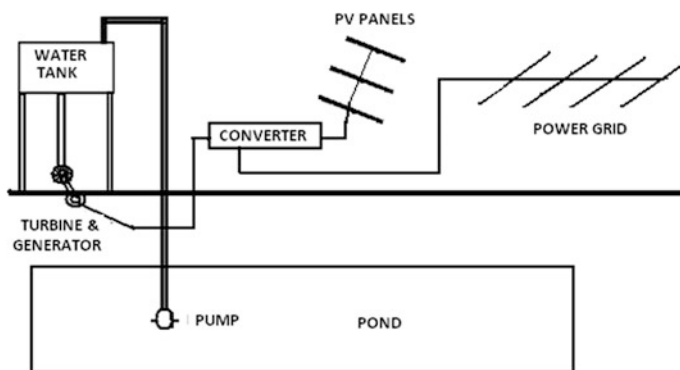 PV PANELS
WATER
TANK
CONVERTER
POWER GRID
TURBINE &
GENERATOR
PUMP
POND